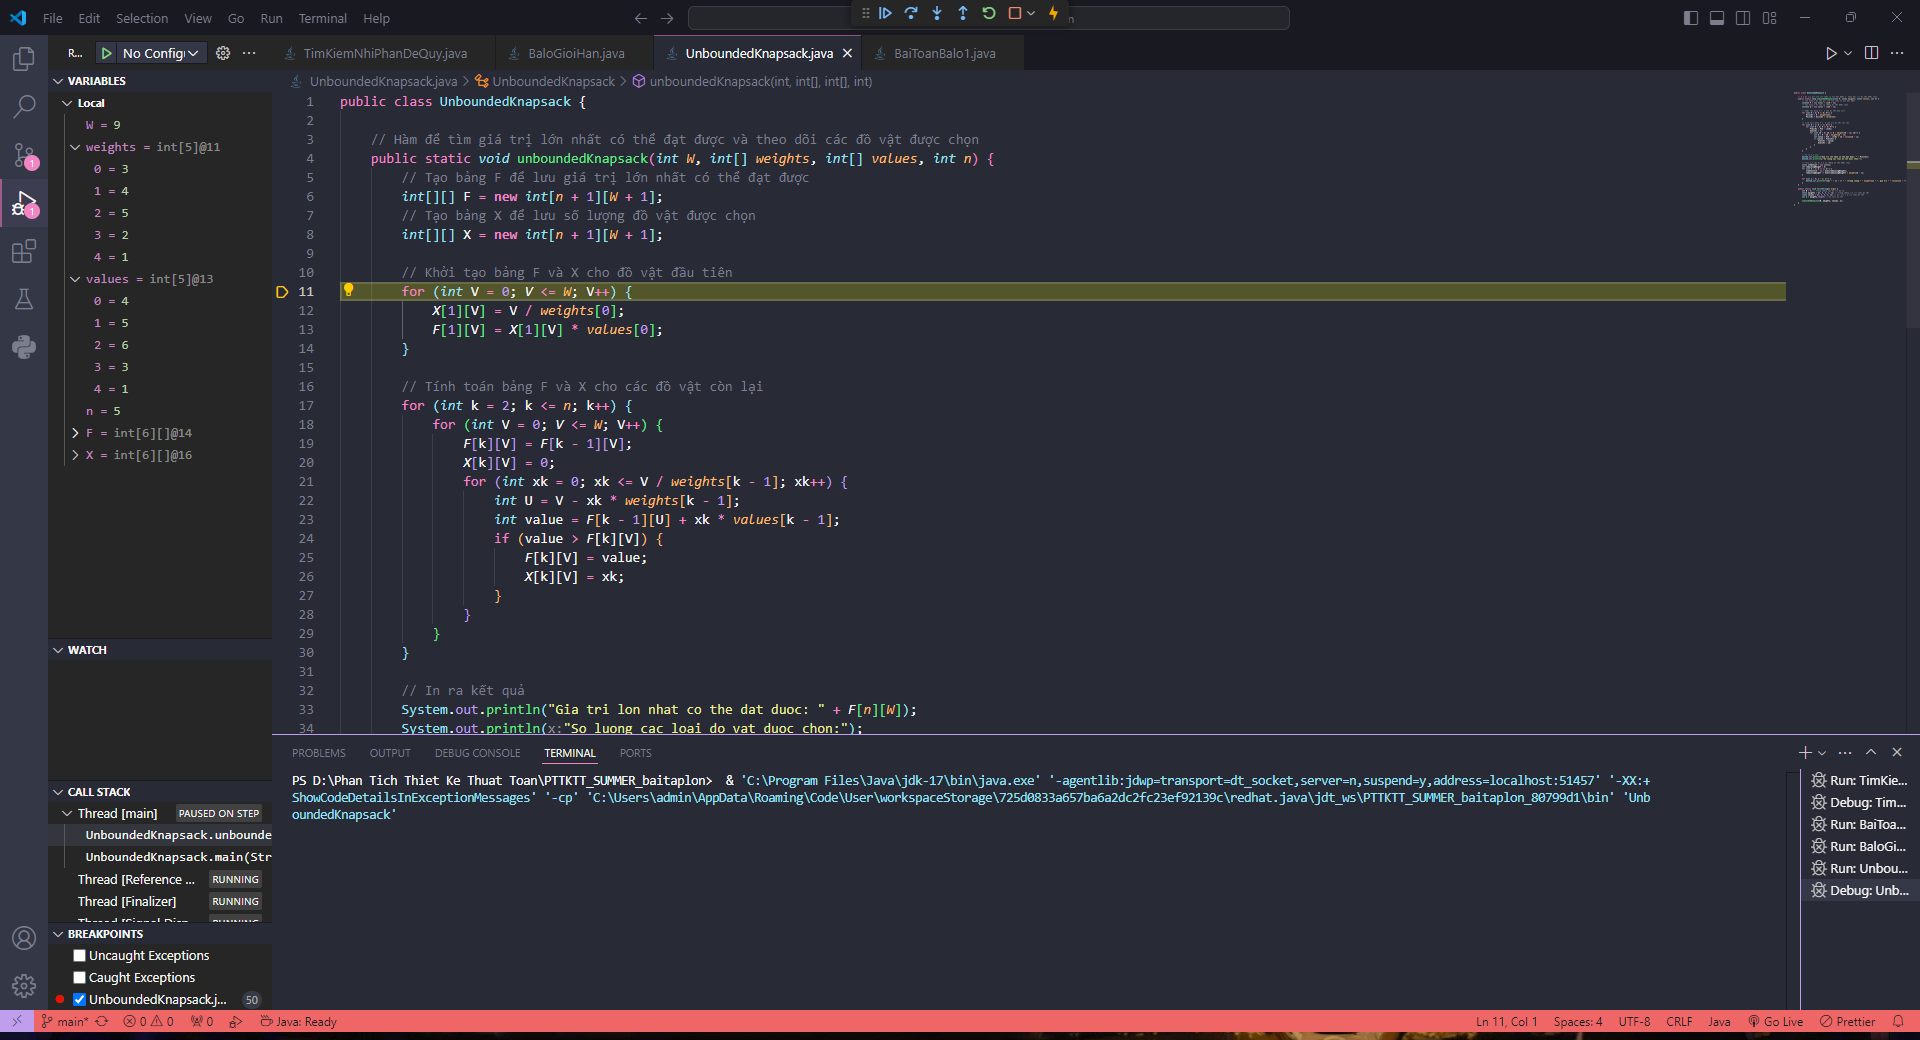 File Edit Selection View Go Run Terminal Help
R... No Config TimKiemNhiPhanDeQuy.java BaloGioiHan.java UnboundedKnapsack.java BaiToanBalo1.java
UnboundedKnapsack.java > UnboundedKnapsack > unboundedKnapsack(int, int[], int[], int)
VARIABLES
Local
W = 9
weights = int[5]@11
0 = 3
1 = 4
2 = 5
3 = 2
4 = 1
values = int[5]@13
0 = 4
1 = 5
2 = 6
3 = 3
4 = 1
n = 5
F = int[6][]@14
X = int[6][]@16
WATCH
CALL STACK
Thread [main] PAUSED ON STEP
UnboundedKnapsack.unbounde
UnboundedKnapsack.main(Str
Thread [Reference ... RUNNING
Thread [Finalizer] RUNNING
BREAKPOINTS
Uncaught Exceptions
Caught Exceptions
UnboundedKnapsack.j... 50
1 public class UnboundedKnapsack {
2
3 // Hàm để tìm giá trị lớn nhất có thể đạt được và theo dõi các đồ vật được chọn
4 public static void unboundedKnapsack(int W, int[] weights, int[] values, int n) {
5 // Tạo bảng F để lưu giá trị lớn nhất có thể đạt được
6 int[][] F = new int[n + 1][W + 1];
7 // Tạo bảng X để lưu số lượng đồ vật được chọn
8 int[][] X = new int[n + 1][W + 1];
9
10 // Khởi tạo bảng F và X cho đồ vật đầu tiên
11 for (int V = 0; V <= W; V++) {
12 X[1][V] = V / weights[0];
13 F[1][V] = X[1][V] * values[0];
14 }
15
16 // Tính toán bảng F và X cho các đồ vật còn lại
17 for (int k = 2; k <= n; k++) {
18 for (int V = 0; V <= W; V++) {
19 F[k][V] = F[k - 1][V];
20 X[k][V] = 0;
21 for (int xk = 0; xk <= V / weights[k - 1]; xk++) {
22 int U = V - xk * weights[k - 1];
23 int value = F[k - 1][U] + xk * values[k - 1];
24 if (value > F[k][V]) {
25 F[k][V] = value;
26 X[k][V] = xk;
27 }
28 }
29 }
30 }
31
32 // In ra kết quả
33 System.out.println("Gia tri lon nhat co the dat duoc: " + F[n][W]);
34 System.out.println(x:"So luong cac loai do vat duoc chon:");
PROBLEMS OUTPUT DEBUG CONSOLE TERMINAL PORTS
PS D:\Phan Tich Thiet Ke Thuat Toan\PTTKTT_SUMMER_baitaplon> & 'C:\Program Files\Java\jdk-17\bin\java.exe' '-agentlib:jdwp=transport=dt_socket,server=n,suspend=y,address=localhost:51457' '-XX:+
ShowCodeDetailsInExceptionMessages' '-cp' 'C:\Users\admin\AppData\Roaming\Code\User\workspaceStorage\725d0833a657ba6a2dc2fc23ef92139c\redhat.java\jdt_ws\PTTKTT_SUMMER_baitaplon_80799d1\bin' 'Unb
oundedKnapsack'
Run: TimKie...
Debug: Tim...
Run: BaiToa...
Run: BaloGi...
Run: Unbou...
Debug: Unb...
main* 0 0 0 Java: Ready Ln 11, Col 1 Spaces: 4 UTF-8 CRLF Java Go Live Prettier